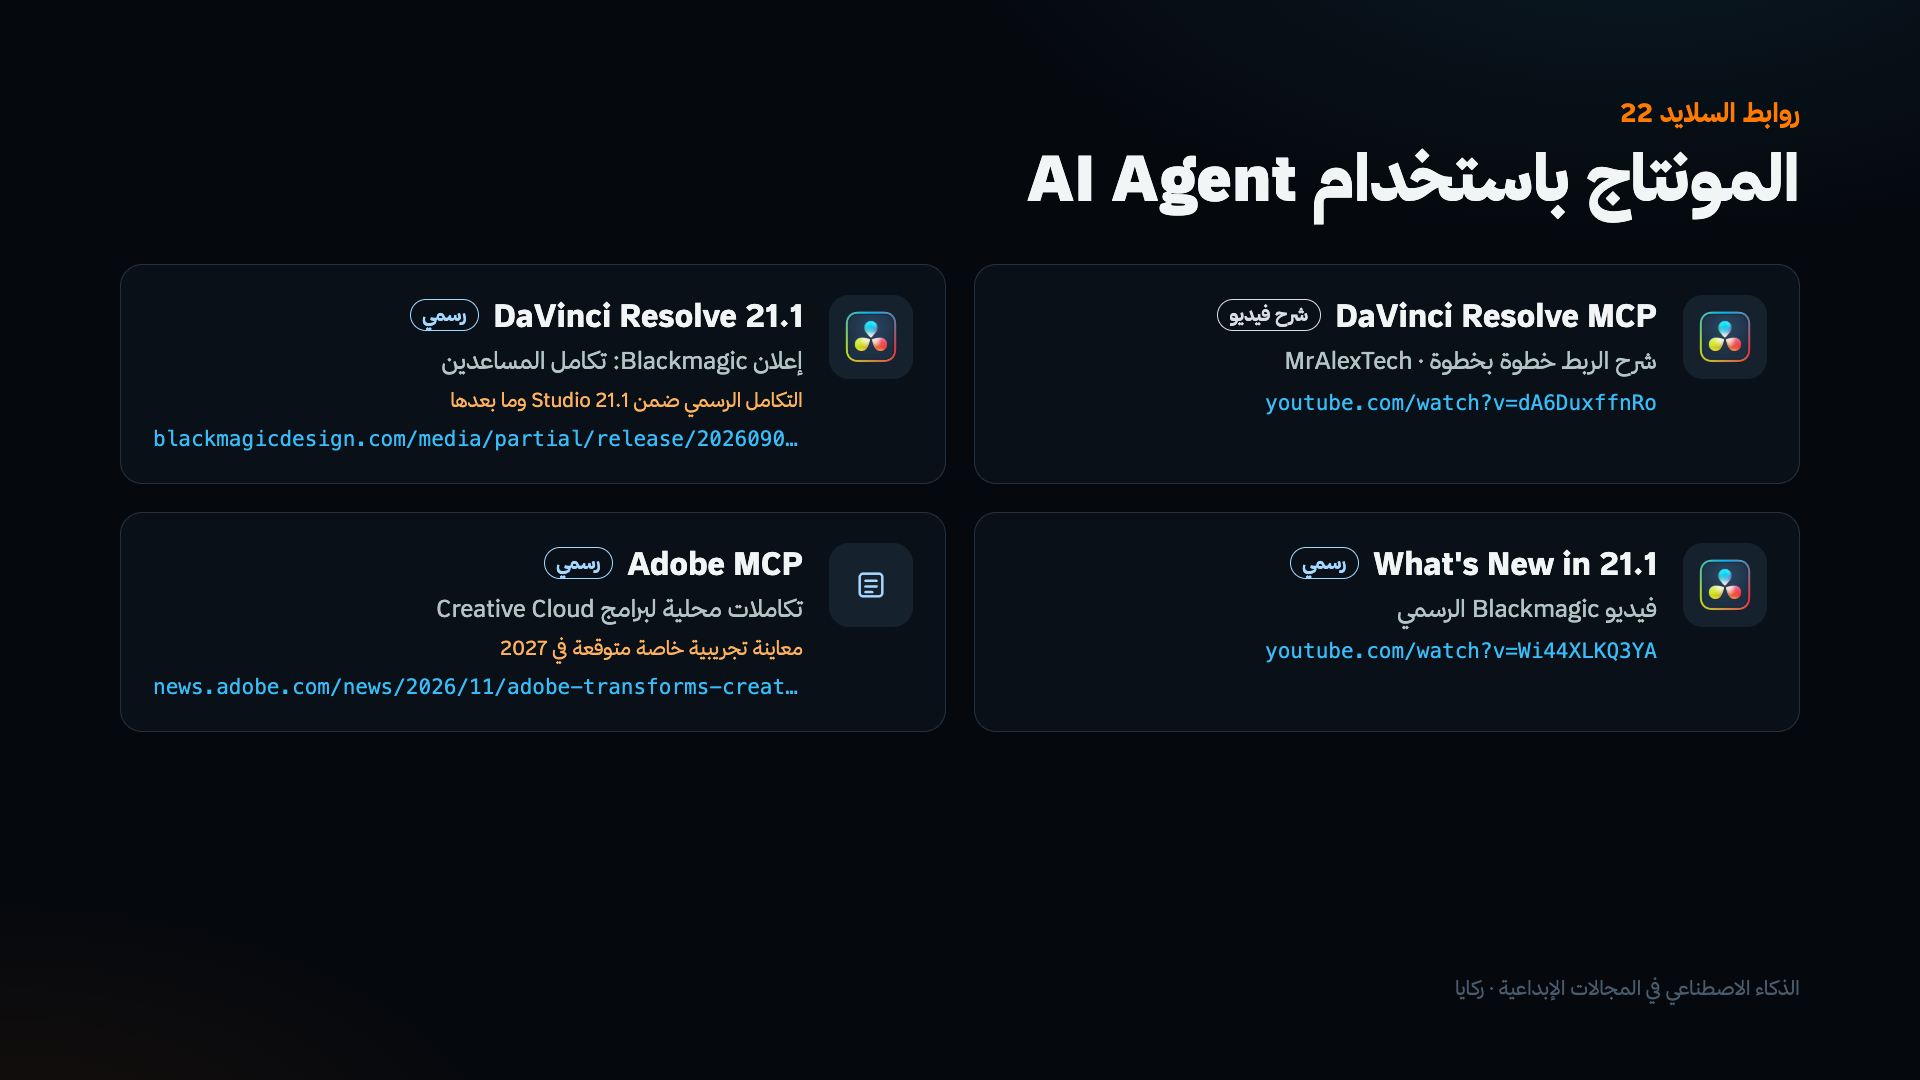 روابط السلايد 22
المونتاج باستخدام AI Agent
DaVinci Resolve MCP شرح فيديو
شرح الربط خطوة بخطوة · MrAlexTech
youtube.com/watch?v=dA6DuxffnRo
DaVinci Resolve 21.1 رسمي
إعلان Blackmagic: تكامل المساعدين
التكامل الرسمي ضمن Studio 21.1 وما بعدها
blackmagicdesign.com/media/partial/release/2026090…
What's New in 21.1 رسمي
فيديو Blackmagic الرسمي
youtube.com/watch?v=Wi44XLKQ3YA
Adobe MCP رسمي
تكاملات محلية لبرامج Creative Cloud
معاينة تجريبية خاصة متوقعة في 2027
news.adobe.com/news/2026/11/adobe-transforms-creat…
الذكاء الاصطناعي في المجالات الإبداعية · ركايا